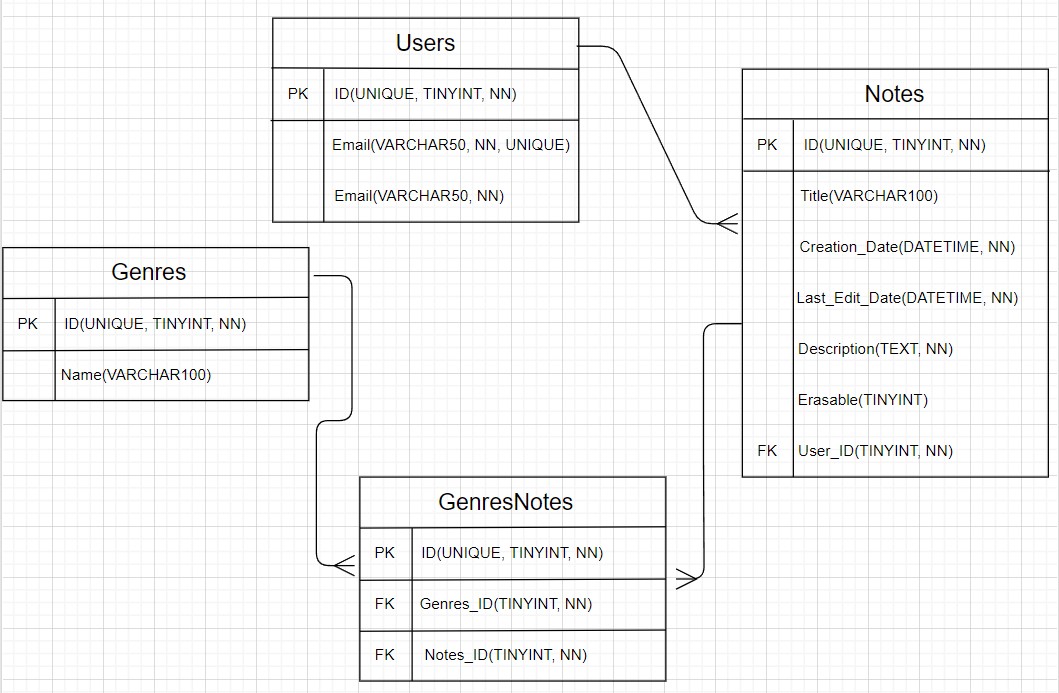 Users
PK ID(UNIQUE, TINYINT, NN)
Email(VARCHAR50, NN, UNIQUE)
Email(VARCHAR50, NN)
Notes
PK ID(UNIQUE, TINYINT, NN)
Title(VARCHAR100)
Creation_Date(DATETIME, NN)
Last_Edit_Date(DATETIME, NN)
Description(TEXT, NN)
Erasable(TINYINT)
FK User_ID(TINYINT, NN)
Genres
PK ID(UNIQUE, TINYINT, NN)
Name(VARCHAR100)
GenresNotes
PK ID(UNIQUE, TINYINT, NN)
FK Genres_ID(TINYINT, NN)
FK Notes_ID(TINYINT, NN)